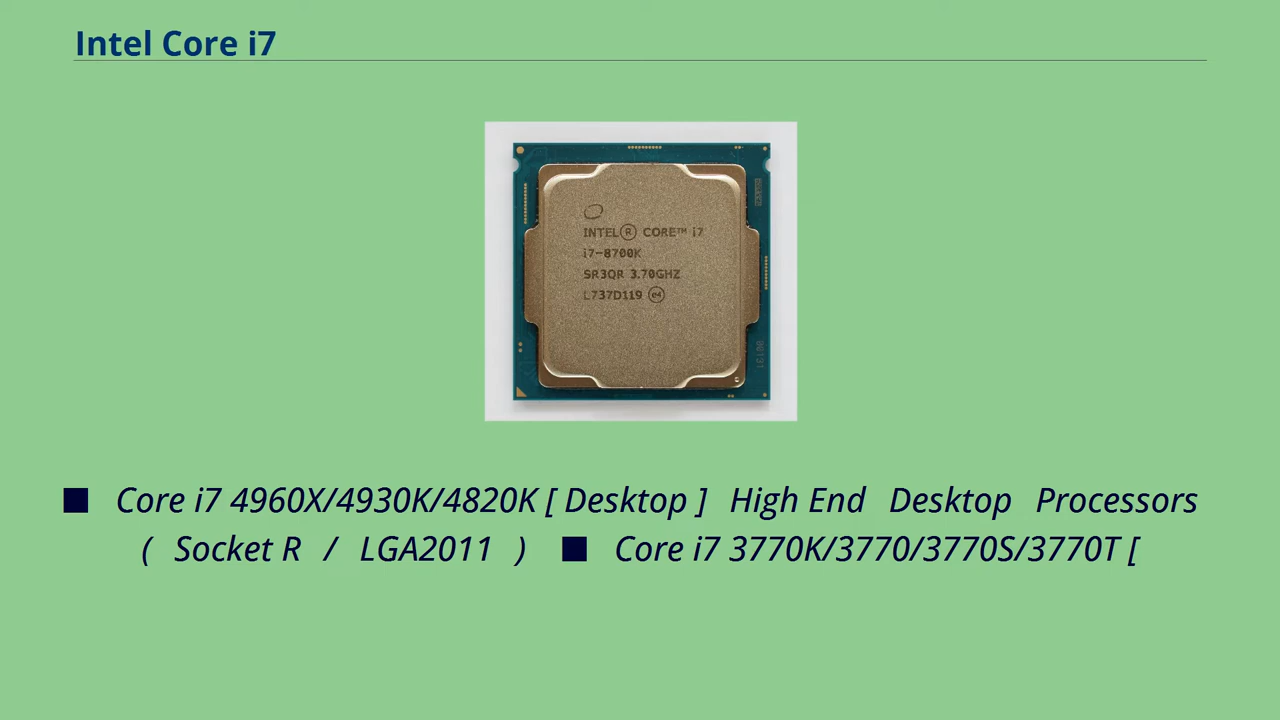 Intel Core i7
INTEL® CORE™ i7
i7-8700K
SR3QR 3.70GHZ
L737D119 e4
■ Core i7 4960X/4930K/4820K [ Desktop ] High End Desktop Processors
( Socket R / LGA2011 ) ■ Core i7 3770K/3770/3770S/3770T [